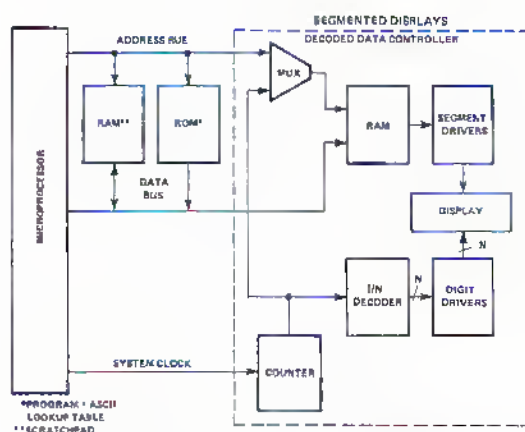 SEGMENTED DISPLAYS
DECODED DATA CONTROLLER
ADDRESS BUS
MUX
RAM**
ROM*
RAM
SEGMENT
DRIVERS
DATA
BUS
DISPLAY
MICROPROCESSOR
N
I/N
DECODER
N
DIGIT
DRIVERS
SYSTEM CLOCK
COUNTER
*PROGRAM + ASCII
LOOKUP TABLE
**SCRATCHPAD